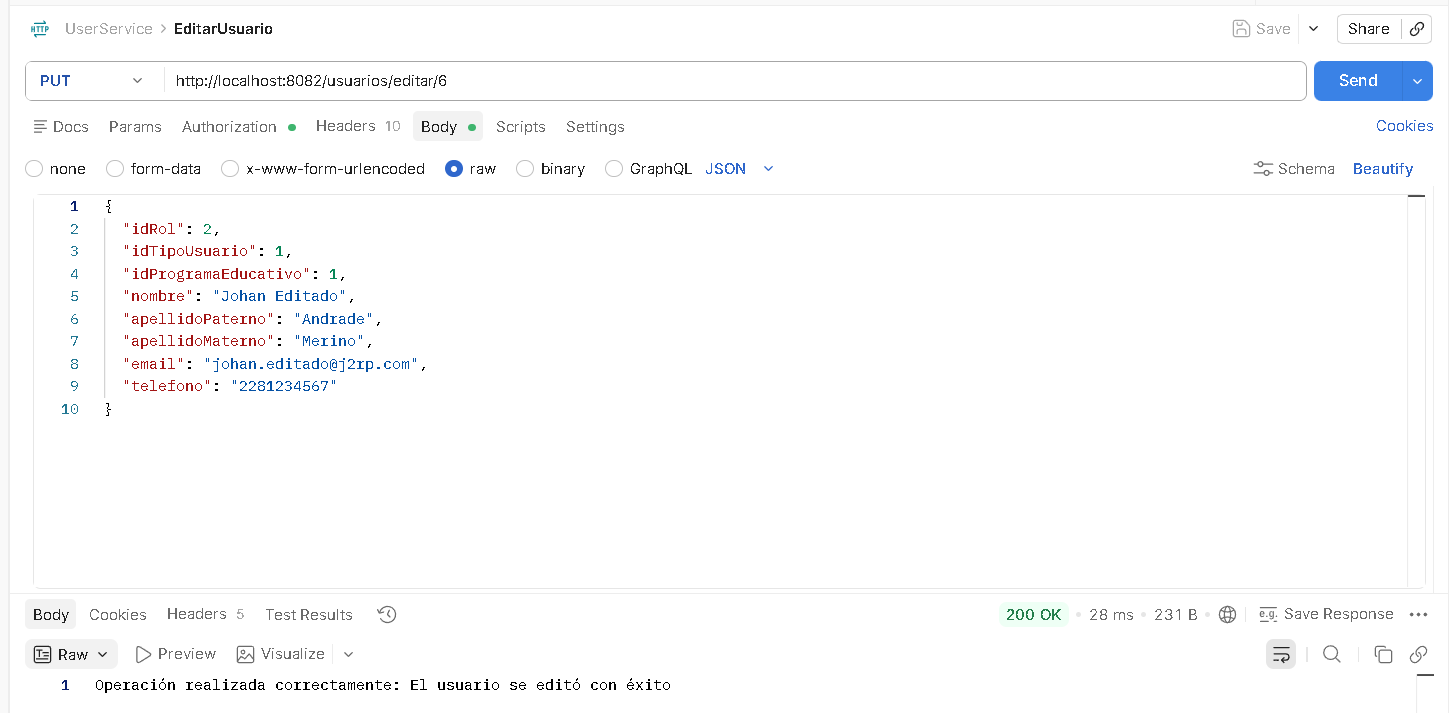 HTTP UserService > EditarUsuario Save Share
PUT http://localhost:8082/usuarios/editar/6 Send
Docs Params Authorization Headers 10 Body Scripts Settings Cookies
none form-data x-www-form-urlencoded raw binary GraphQL JSON Schema Beautify
1 {
2 "idRol": 2,
3 "idTipoUsuario": 1,
4 "idProgramaEducativo": 1,
5 "nombre": "Johan Editado",
6 "apellidoPaterno": "Andrade",
7 "apellidoMaterno": "Merino",
8 "email": "johan.editado@j2rp.com",
9 "telefono": "2281234567"
10 }
Body Cookies Headers 5 Test Results 200 OK • 28 ms • 231 B • e.g. Save Response
Raw Preview Visualize
1 Operación realizada correctamente: El usuario se editó con éxito